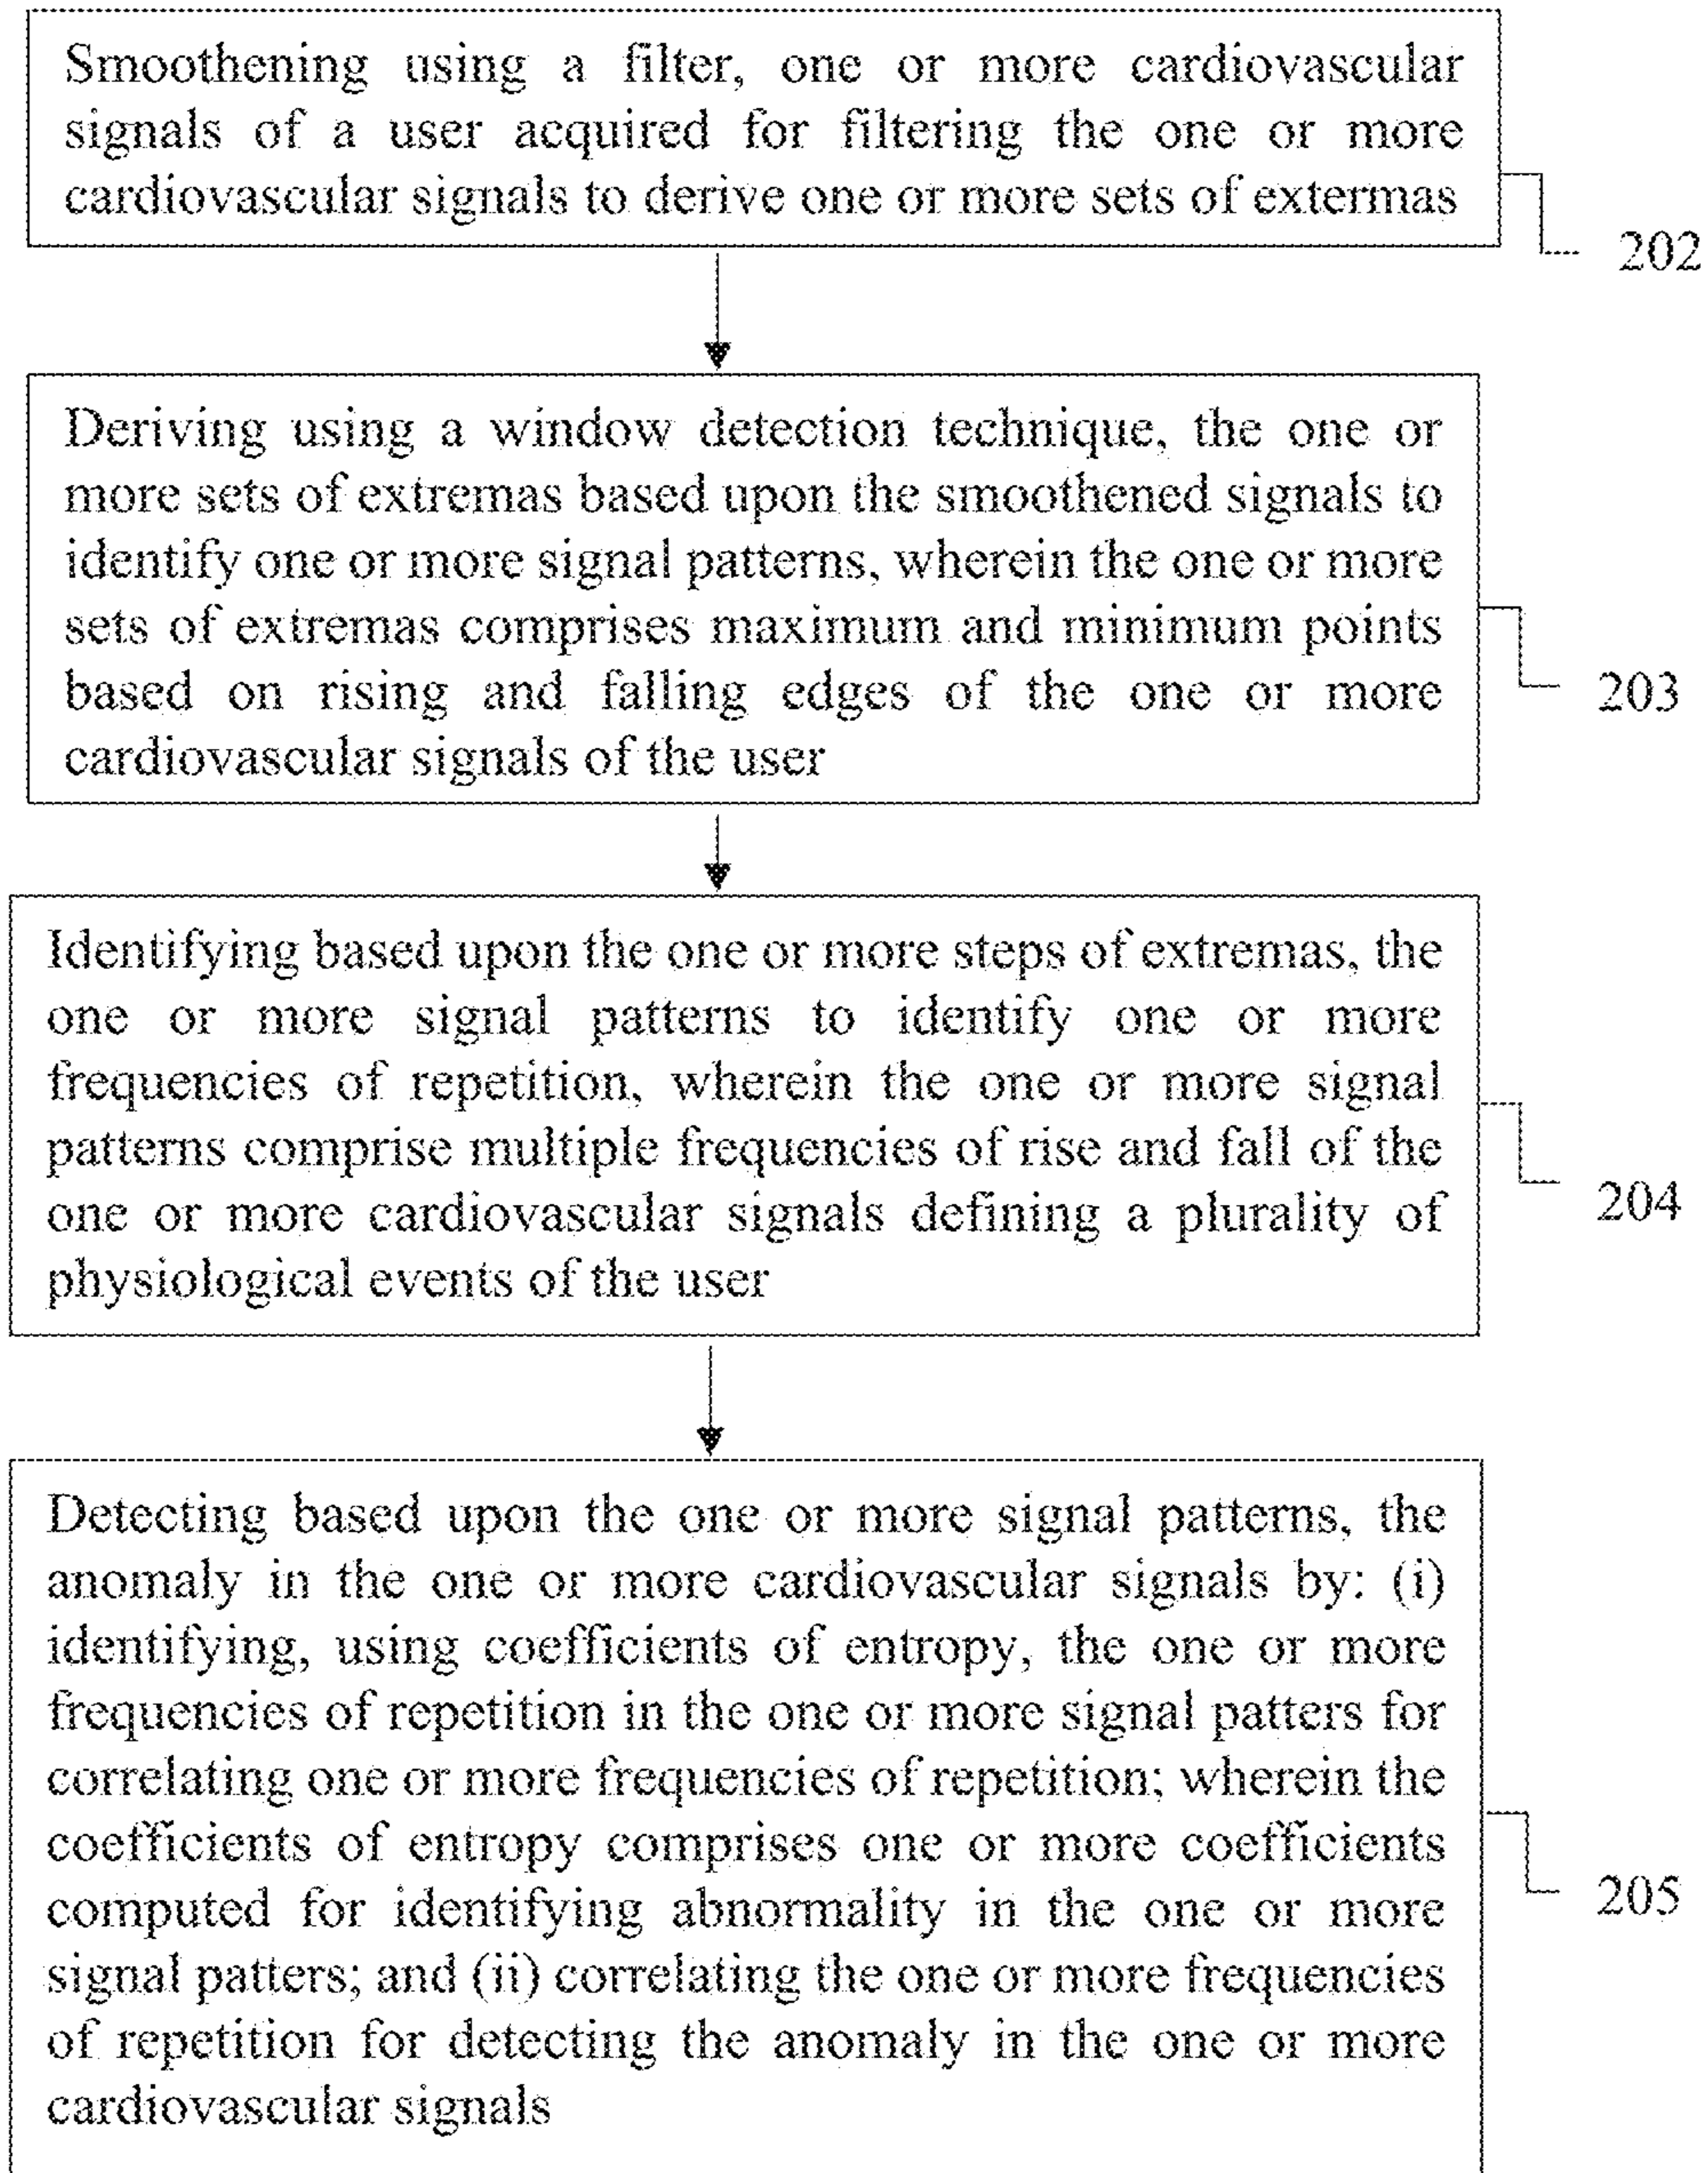 Smoothening using a filter, one or more cardiovascular
signals of a user acquired for filtering the one or more
cardiovascular signals to derive one or more sets of extermas
202
Deriving using a window detection technique, the one or
more sets of extremas based upon the smoothened signals to
identify one or more signal patterns, wherein the one or more
sets of extremas comprises maximum and minimum points
based on rising and falling edges of the one or more
cardiovascular signals of the user
203
Identifying based upon the one or more steps of extremas, the
one or more signal patterns to identify one or more
frequencies of repetition, wherein the one or more signal
patterns comprise multiple frequencies of rise and fall of the
one or more cardiovascular signals defining a plurality of
physiological events of the user
204
Detecting based upon the one or more signal patterns, the
anomaly in the one or more cardiovascular signals by: (i)
identifying, using coefficients of entropy, the one or more
frequencies of repetition in the one or more signal patters for
correlating one or more frequencies of repetition; wherein the
coefficients of entropy comprises one or more coefficients
computed for identifying abnormality in the one or more
signal patters; and (ii) correlating the one or more frequencies
of repetition for detecting the anomaly in the one or more
cardiovascular signals
205